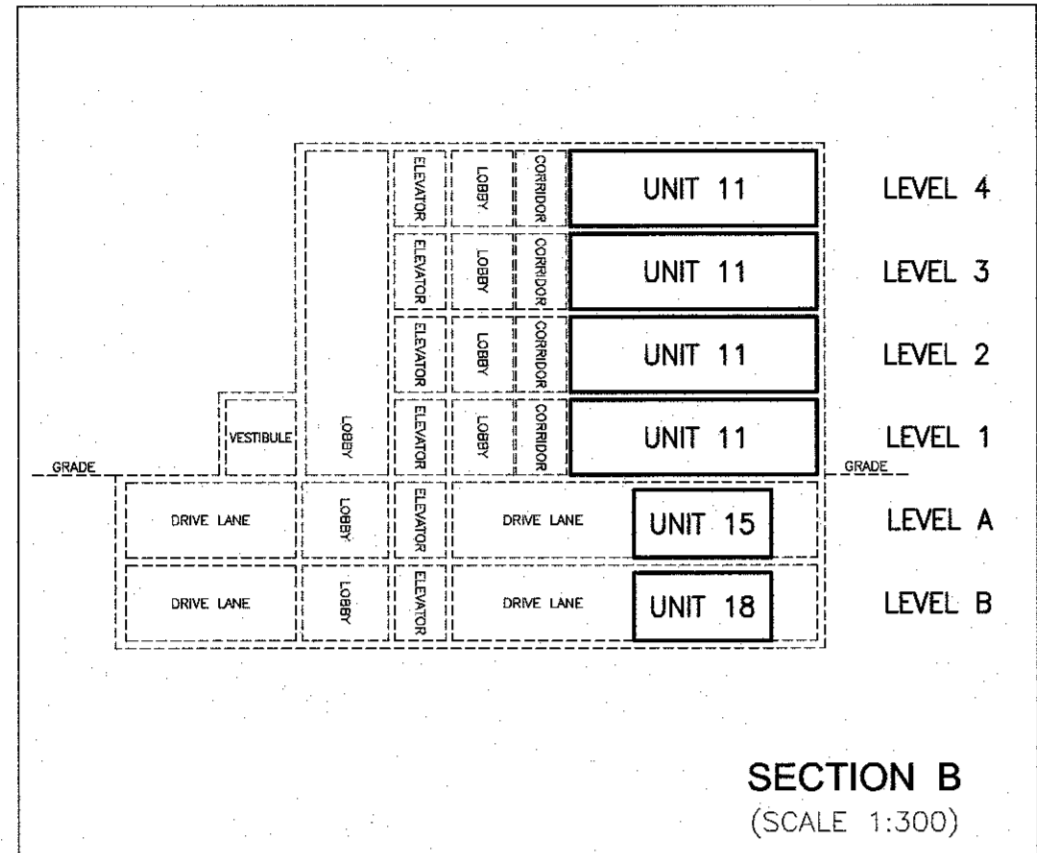 ELEVATOR LOBBY CORRIDOR UNIT 11 LEVEL 4
ELEVATOR LOBBY CORRIDOR UNIT 11 LEVEL 3
ELEVATOR LOBBY CORRIDOR UNIT 11 LEVEL 2
VESTIBULE LOBBY ELEVATOR LOBBY CORRIDOR UNIT 11 LEVEL 1
GRADE GRADE
DRIVE LANE LOBBY ELEVATOR DRIVE LANE UNIT 15 LEVEL A
DRIVE LANE LOBBY ELEVATOR DRIVE LANE UNIT 18 LEVEL B
SECTION B
(SCALE 1:300)